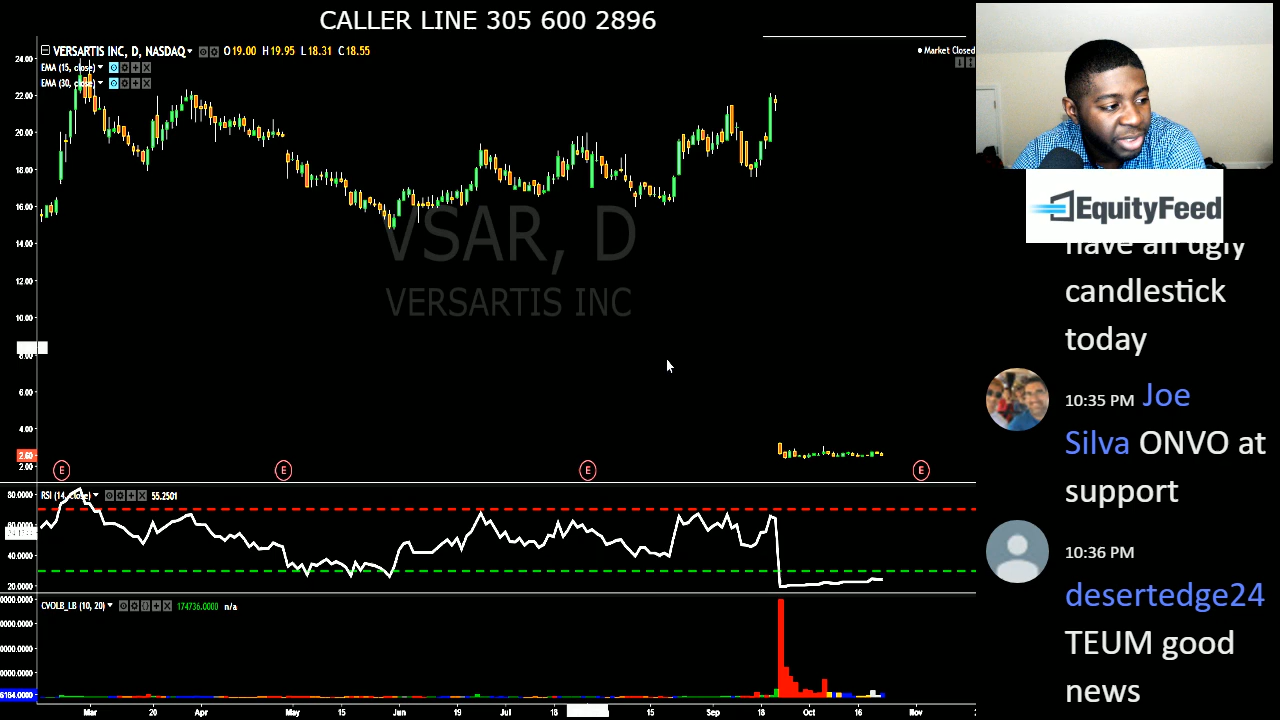 CALLER LINE 305 600 2896
VERSARTIS INC, D, NASDAQ O19.00 H19.95 L18.31 C18.55
Market Closed
EMA (15, close)
EMA (30, close)
24.00
22.00
20.00
18.00
16.00
14.00
12.00
10.00
8.00
6.00
4.00
2.60
2.00
VSAR, D
VERSARTIS INC
E E E E
RSI (14, close) 55.2501
80.0000
60.0000
40.0000
20.0000
CVOLB_LB (10, 20) 174736.0000 n/a
Mar 20 Apr May 15 Jun 19 Jul 18 15 Sep 18 Oct 16 Nov
EquityFeed
have an ugly
candlestick
today
10:35 PM Joe
Silva ONVO at
support
10:36 PM
desertedge24
TEUM good
news